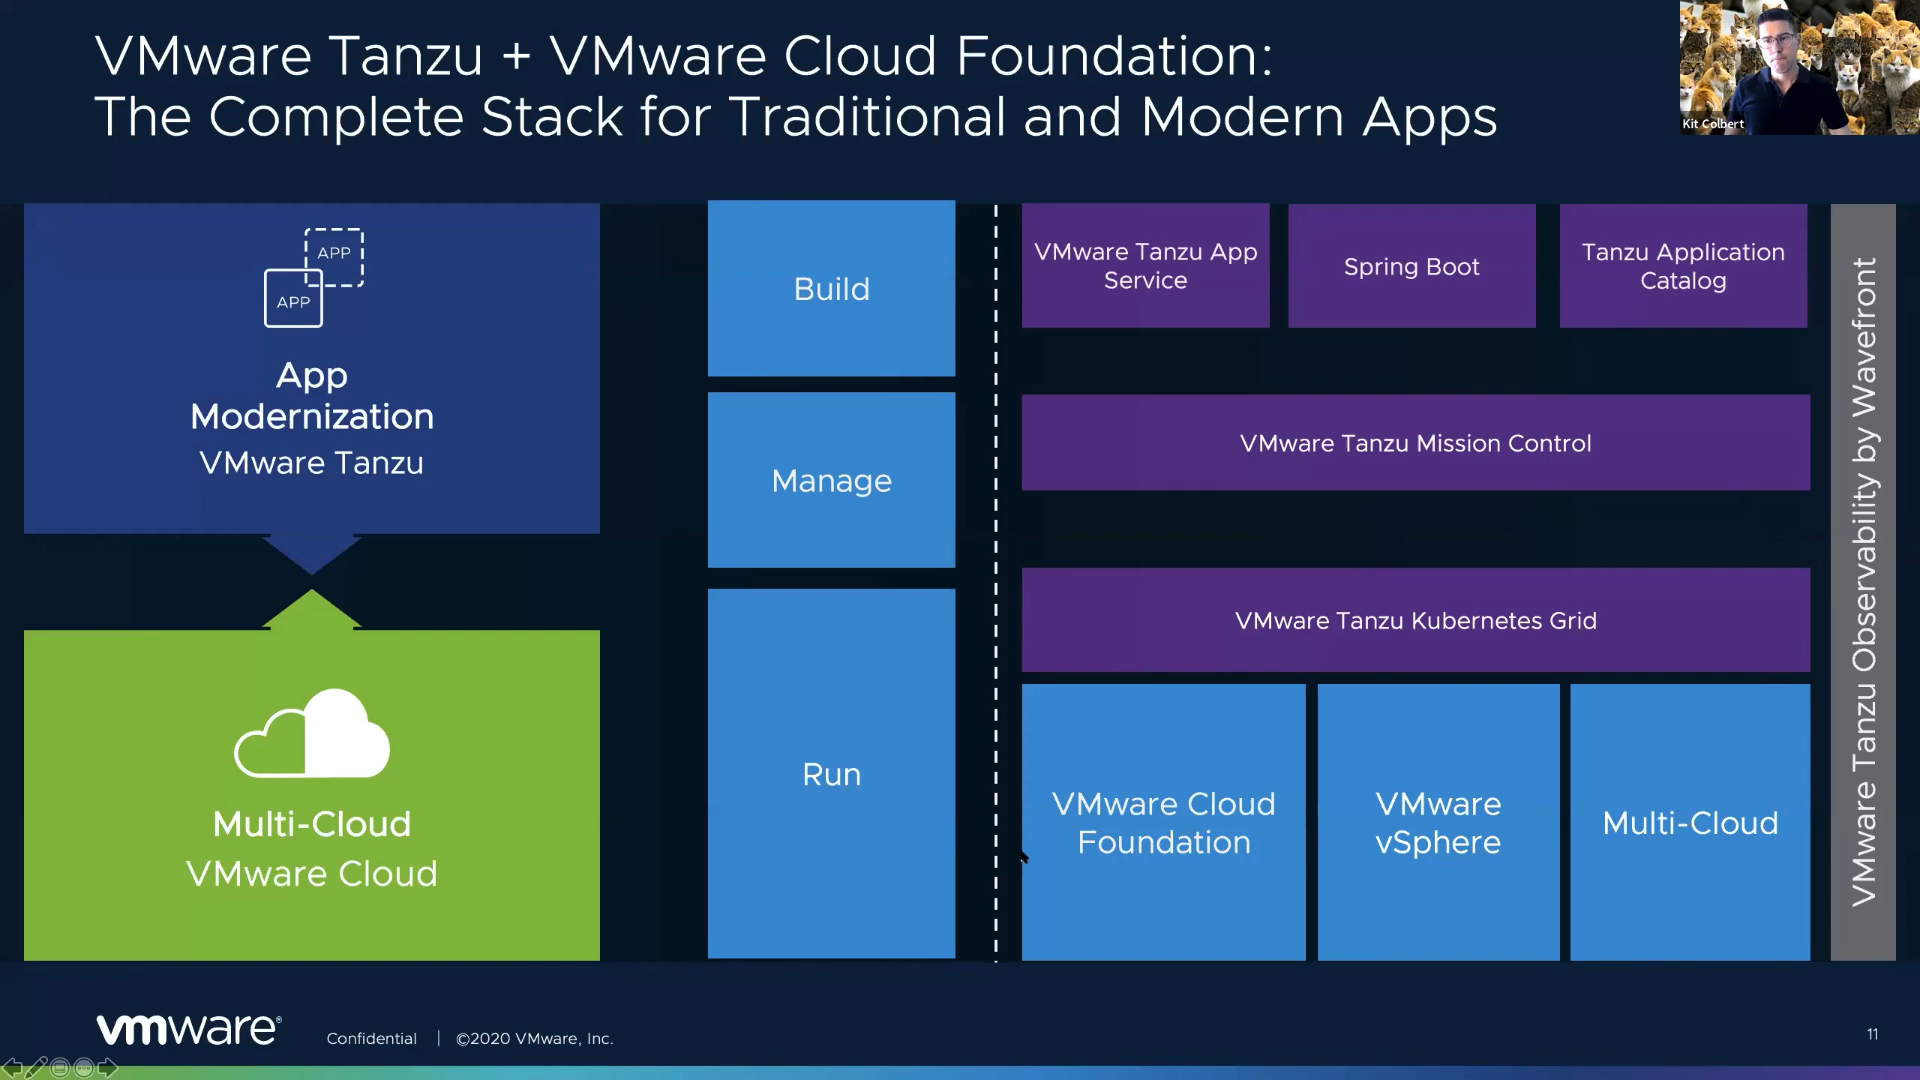 VMware Tanzu + VMware Cloud Foundation:
The Complete Stack for Traditional and Modern Apps
Kit Colbert
APP
APP
App
Modernization
VMware Tanzu
Multi-Cloud
VMware Cloud
Build
Manage
Run
VMware Tanzu App
Service
Spring Boot
Tanzu Application
Catalog
VMware Tanzu Mission Control
VMware Tanzu Kubernetes Grid
VMware Cloud
Foundation
VMware
vSphere
Multi-Cloud
VMware Tanzu Observability by Wavefront
vmware®
Confidential | ©2020 VMware, Inc.
11